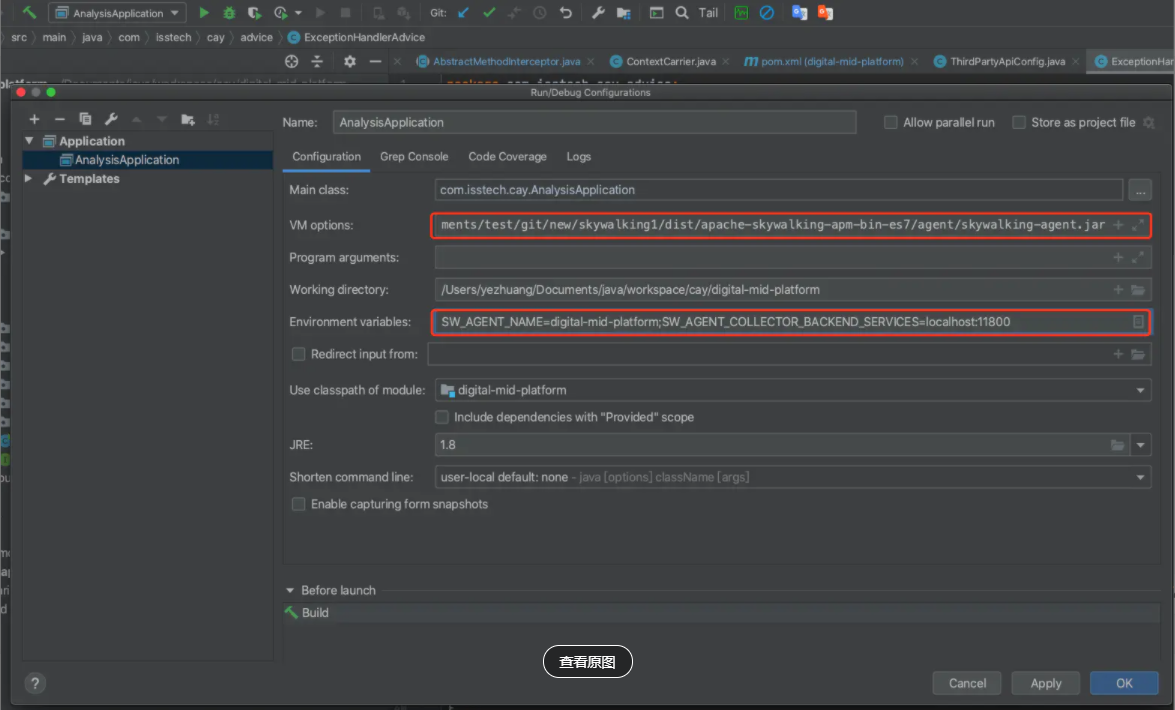 AnalysisApplication Git: Tail
src main java com isstech cay advice ExceptionHandlerAdvice
AbstractMethodInterceptor.java ContextCarrier.java pom.xml (digital-mid-platform) ThirdPartyApiConfig.java ExceptionHan
Run/Debug Configurations
Name: AnalysisApplication Allow parallel run Store as project file
Application
AnalysisApplication
Templates
Configuration Grep Console Code Coverage Logs
Main class: com.isstech.cay.AnalysisApplication ...
VM options: ments/test/git/new/skywalking1/dist/apache-skywalking-apm-bin-es7/agent/skywalking-agent.jar
Program arguments:
Working directory: /Users/yezhuang/Documents/java/workspace/cay/digital-mid-platform
Environment variables: SW_AGENT_NAME=digital-mid-platform;SW_AGENT_COLLECTOR_BACKEND_SERVICES=localhost:11800
Redirect input from:
Use classpath of module: digital-mid-platform
Include dependencies with "Provided" scope
JRE: 1.8
Shorten command line: user-local default: none - java [options] className [args]
Enable capturing form snapshots
Before launch
Build
查看原图
? Cancel Apply OK